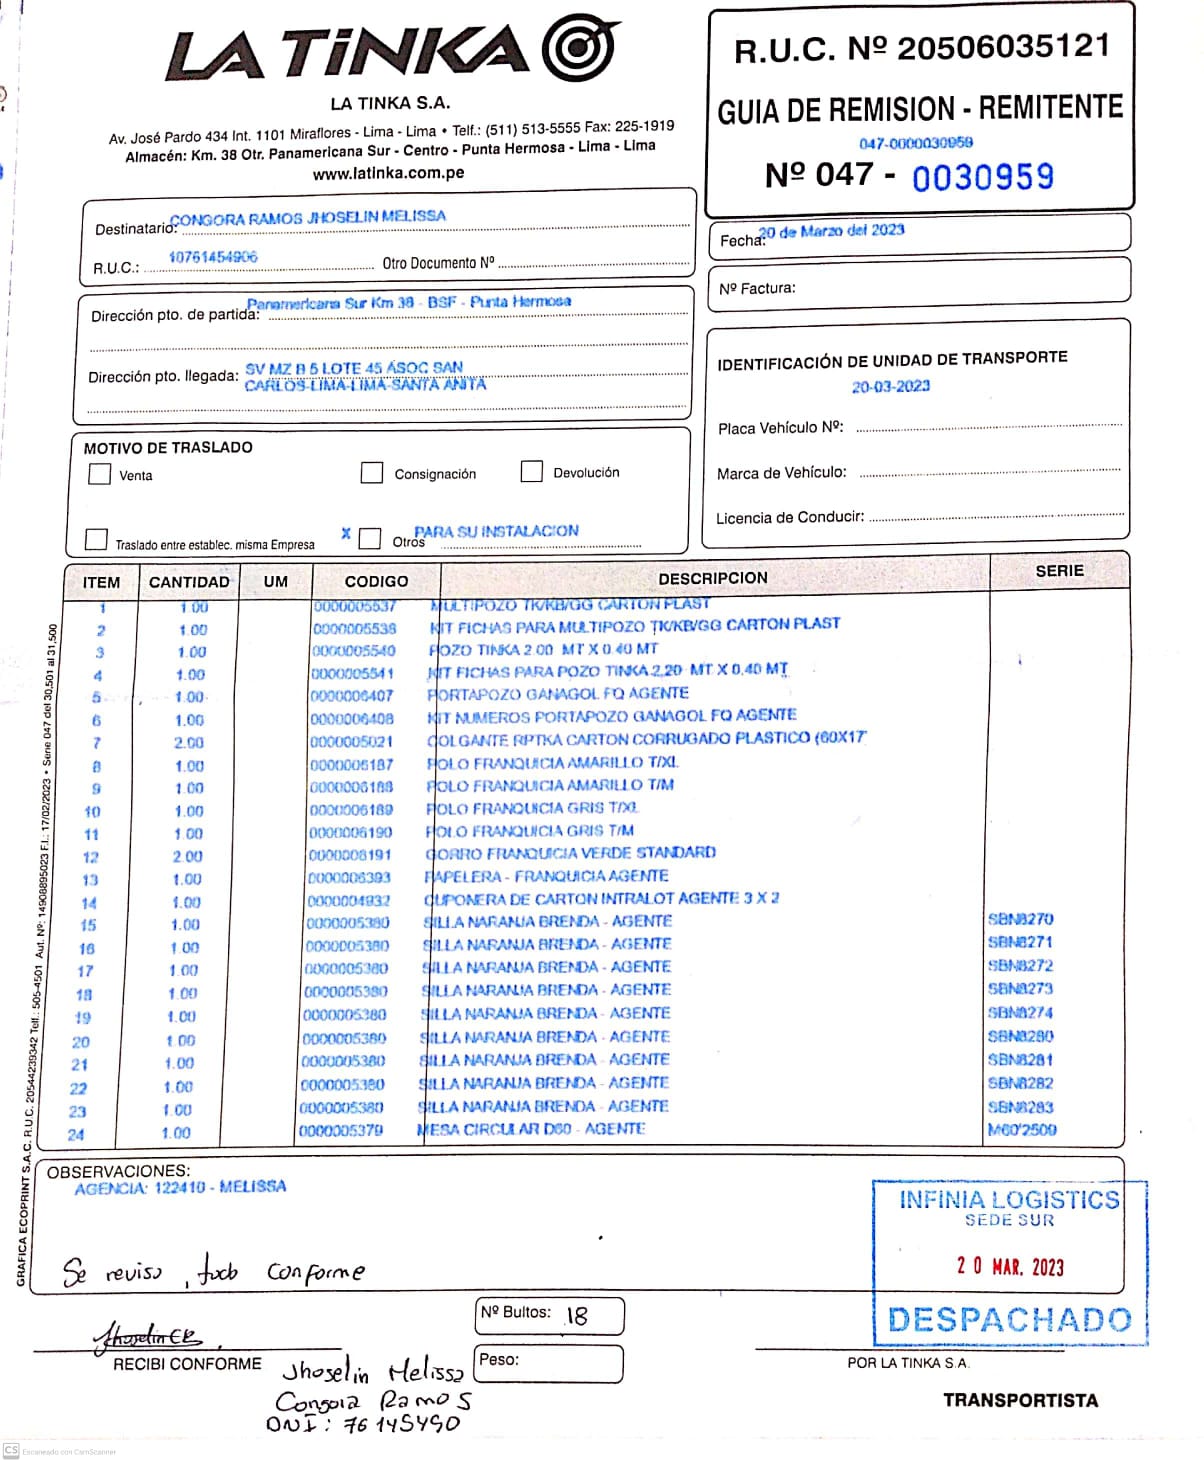 LA TINKA
LA TINKA S.A.
Av. José Pardo 434 Int. 1101 Miraflores - Lima - Lima • Telf.: (511) 513-5555 Fax: 225-1919
Almacén: Km. 38 Otr. Panamericana Sur - Centro - Punta Hermosa - Lima - Lima
www.latinka.com.pe
R.U.C. Nº 20506035121
GUIA DE REMISION - REMITENTE
047-0000030959
Nº 047 - 0030959
Destinatario: CONGORA RAMOS JHOSELIN MELISSA
R.U.C.: 10761454906 Otro Documento Nº
Fecha: 20 de Marzo del 2023
Nº Factura:
Dirección pto. de partida: Panamericana Sur Km 38 - BSF - Punta Hermosa
Dirección pto. llegada: SV MZ B 5 LOTE 45 ASOC SAN
CARLOS-LIMA-LIMA-SANTA ANITA
IDENTIFICACIÓN DE UNIDAD DE TRANSPORTE
20-03-2023
Placa Vehículo Nº:
Marca de Vehículo:
Licencia de Conducir:
MOTIVO DE TRASLADO
Venta Consignación Devolución
Traslado entre establec. misma Empresa X Otros PARA SU INSTALACION
ITEM CANTIDAD UM CODIGO DESCRIPCION SERIE
1 1.00 0000005537 MULTIPOZO TK/KB/GG CARTON PLAST
2 1.00 0000005538 KIT FICHAS PARA MULTIPOZO TK/KB/GG CARTON PLAST
3 1.00 0000005540 POZO TINKA 2.00 MT X 0.40 MT
4 1.00 0000005541 KIT FICHAS PARA POZO TINKA 2,20 MT X 0,40 MT
5 1.00 0000006407 PORTAPOZO GANAGOL FQ AGENTE
6 1.00 0000006408 KIT NUMEROS PORTAPOZO GANAGOL FQ AGENTE
7 2.00 0000005021 COLGANTE RPTKA CARTON CORRUGADO PLASTICO (60X17
8 1.00 0000006187 POLO FRANQUICIA AMARILLO T/XL
9 1.00 0000006188 POLO FRANQUICIA AMARILLO T/M
10 1.00 0000006189 POLO FRANQUICIA GRIS T/XL
11 1.00 0000006190 POLO FRANQUICIA GRIS T/M
12 2.00 0000006191 GORRO FRANQUICIA VERDE STANDARD
13 1.00 0000006393 PAPELERA - FRANQUICIA AGENTE
14 1.00 0000004932 CUPONERA DE CARTON INTRALOT AGENTE 3 X 2
15 1.00 0000005380 SILLA NARANJA BRENDA - AGENTE SBN8270
16 1.00 0000005380 SILLA NARANJA BRENDA - AGENTE SBN8271
17 1.00 0000005380 SILLA NARANJA BRENDA - AGENTE SBN8272
18 1.00 0000005380 SILLA NARANJA BRENDA - AGENTE SBN8273
19 1.00 0000005380 SILLA NARANJA BRENDA - AGENTE SBN8274
20 1.00 0000005380 SILLA NARANJA BRENDA - AGENTE SBN8280
21 1.00 0000005380 SILLA NARANJA BRENDA - AGENTE SBN8281
22 1.00 0000005380 SILLA NARANJA BRENDA - AGENTE SBN8282
23 1.00 0000005380 SILLA NARANJA BRENDA - AGENTE SBN8283
24 1.00 0000005379 MESA CIRCULAR D60 - AGENTE M60'2509
GRAFICA ECOPRINT S.A.C. R.U.C. 20544239342 Telf.: 505-4501 Aut. Nº: 14908895023 F.I.: 17/02/2023 • Serie 047 del 30,501 al 31,500
OBSERVACIONES:
AGENCIA: 122410 - MELISSA
Se reviso , todo conforme
INFINIA LOGISTICS
SEDE SUR
20 MAR. 2023
DESPACHADO
Nº Bultos: 18
Peso:
Jhoselin CR
RECIBI CONFORME
Jhoselin Melissa
Congora Ramos
DNI: 76145490
POR LA TINKA S.A.
TRANSPORTISTA
CS Escaneado con CamScanner